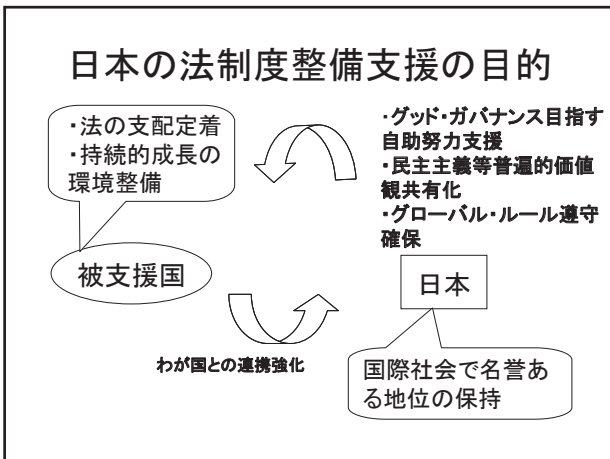 日本の法制度整備支援の目的
・法の支配定着
・持続的成長の
環境整備
・グッド・ガバナンス目指す
自助努力支援
・民主主義等普遍的価値
観共有化
・グローバル・ルール遵守
確保
被支援国
日本
わが国との連携強化
国際社会で名誉あ
る地位の保持